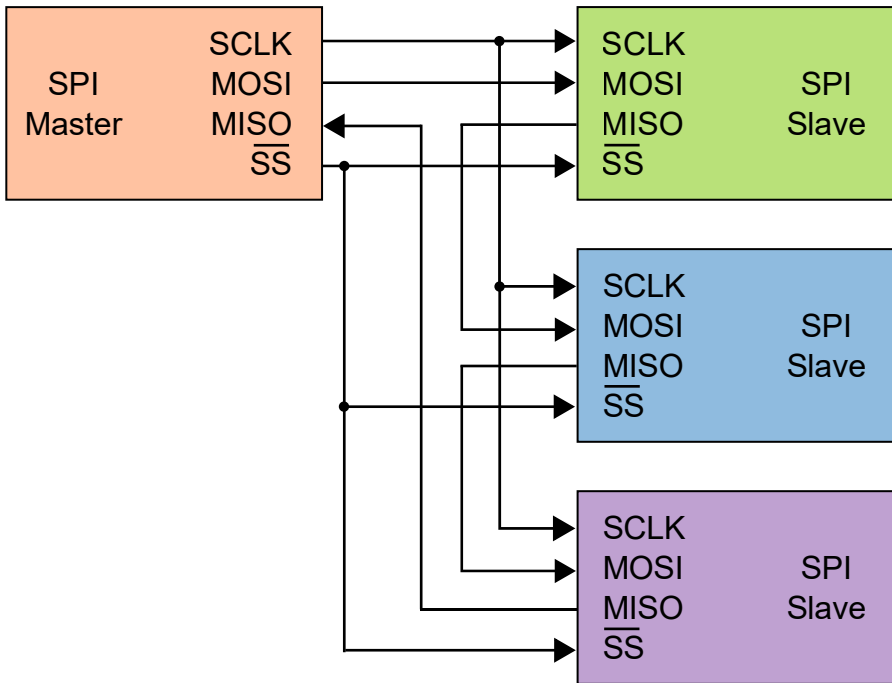 SPI
Master
SCLK
MOSI
MISO
SS
SCLK
MOSI
MISO
SS
SPI
Slave
SCLK
MOSI
MISO
SS
SPI
Slave
SCLK
MOSI
MISO
SS
SPI
Slave